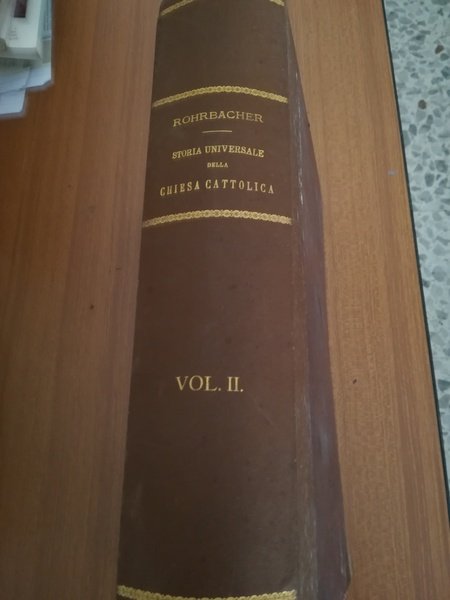 ROHRBACHER
STORIA UNIVERSALE
DELLA
CHIESA CATTOLICA
VOL. II.